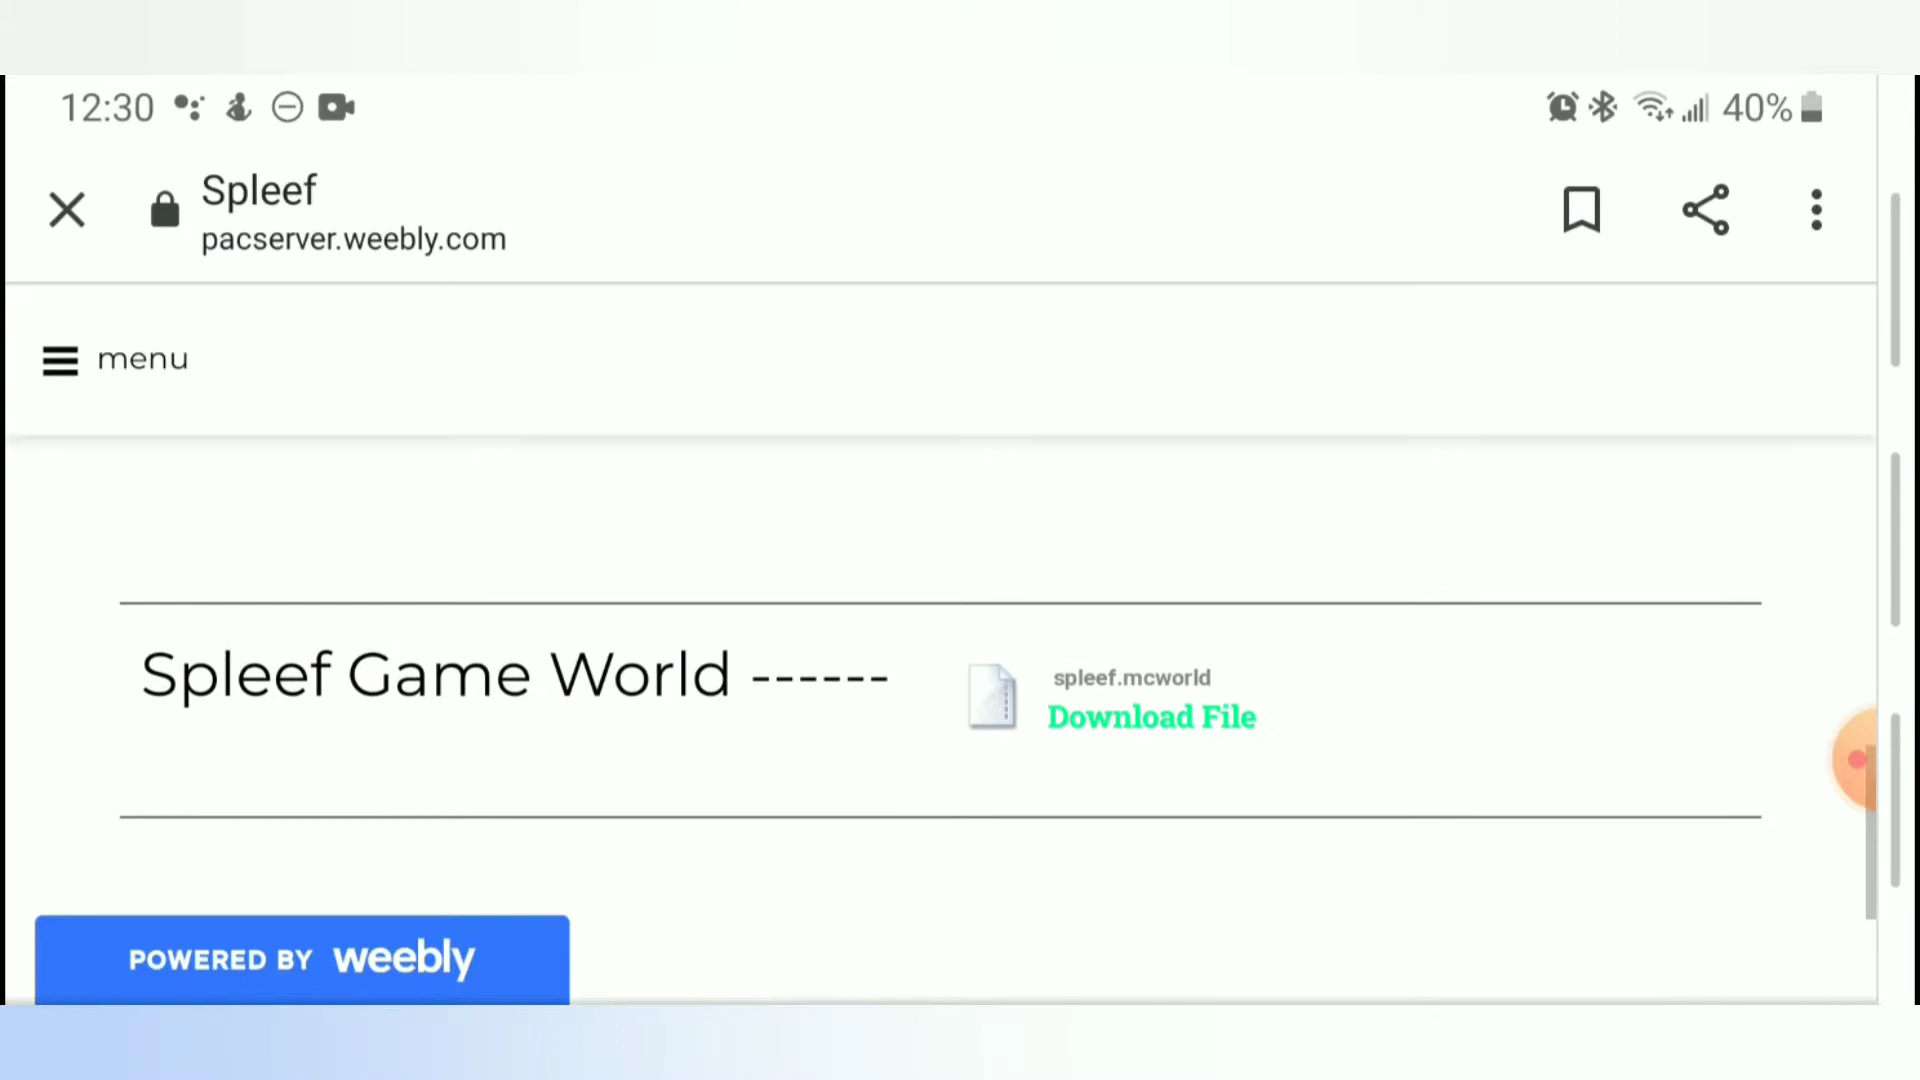 12:30
40%
Spleef
pacserver.weebly.com
menu
Spleef Game World ------
spleef.mcworld
Download File
POWERED BY weebly